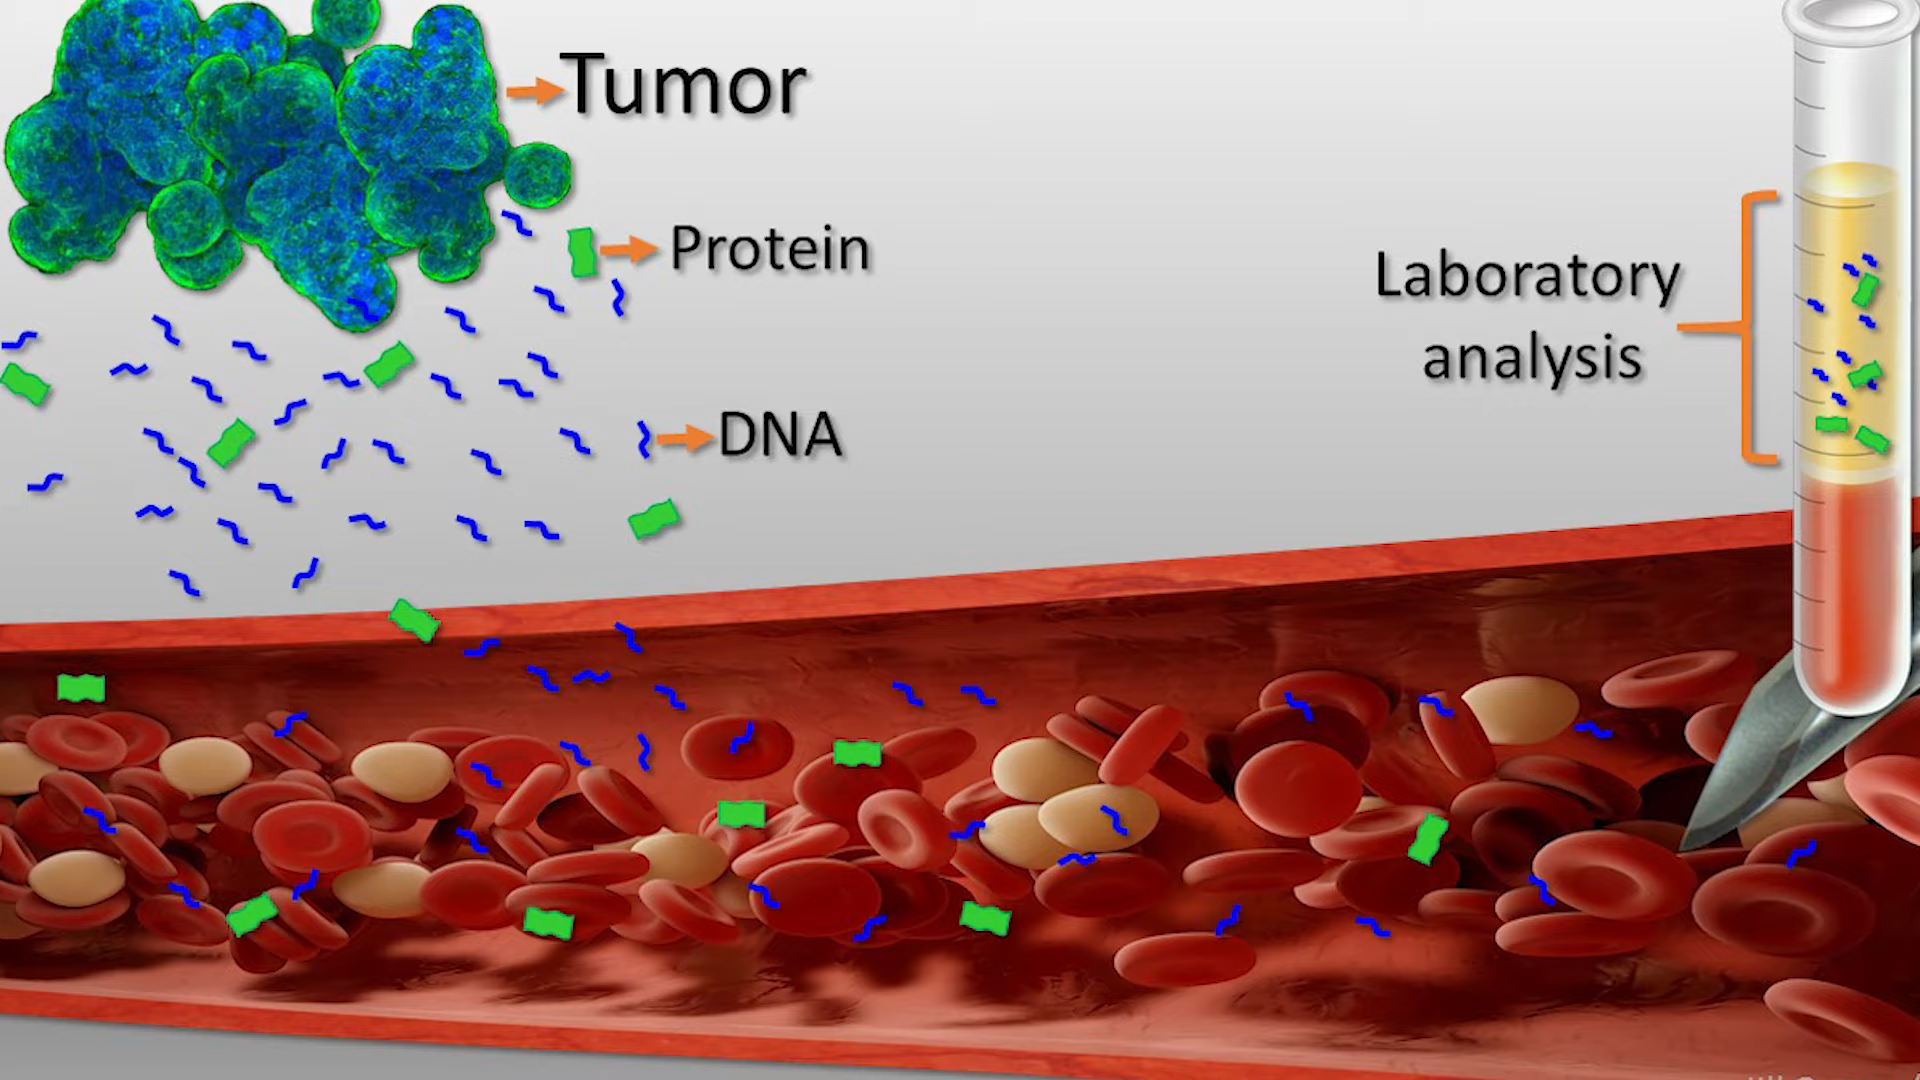 Tumor
Protein
DNA
Laboratory
analysis